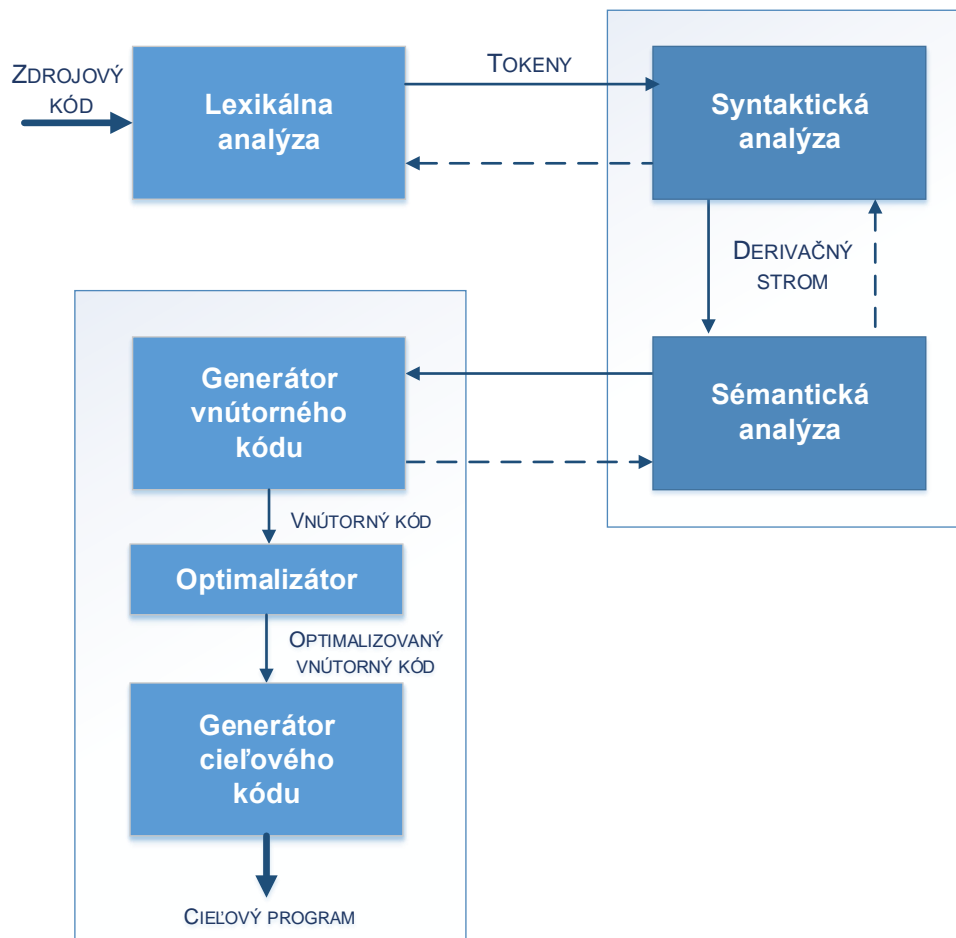 ZDROJOVÝ
KÓD
Lexikálna
analýza
TOKENY
Syntaktická
analýza
DERIVAČNÝ
STROM
Sémantická
analýza
Generátor
vnútorného
kódu
VNÚTORNÝ KÓD
Optimalizátor
OPTIMALIZOVANÝ
VNÚTORNÝ KÓD
Generátor
cieľového
kódu
CIEĽOVÝ PROGRAM